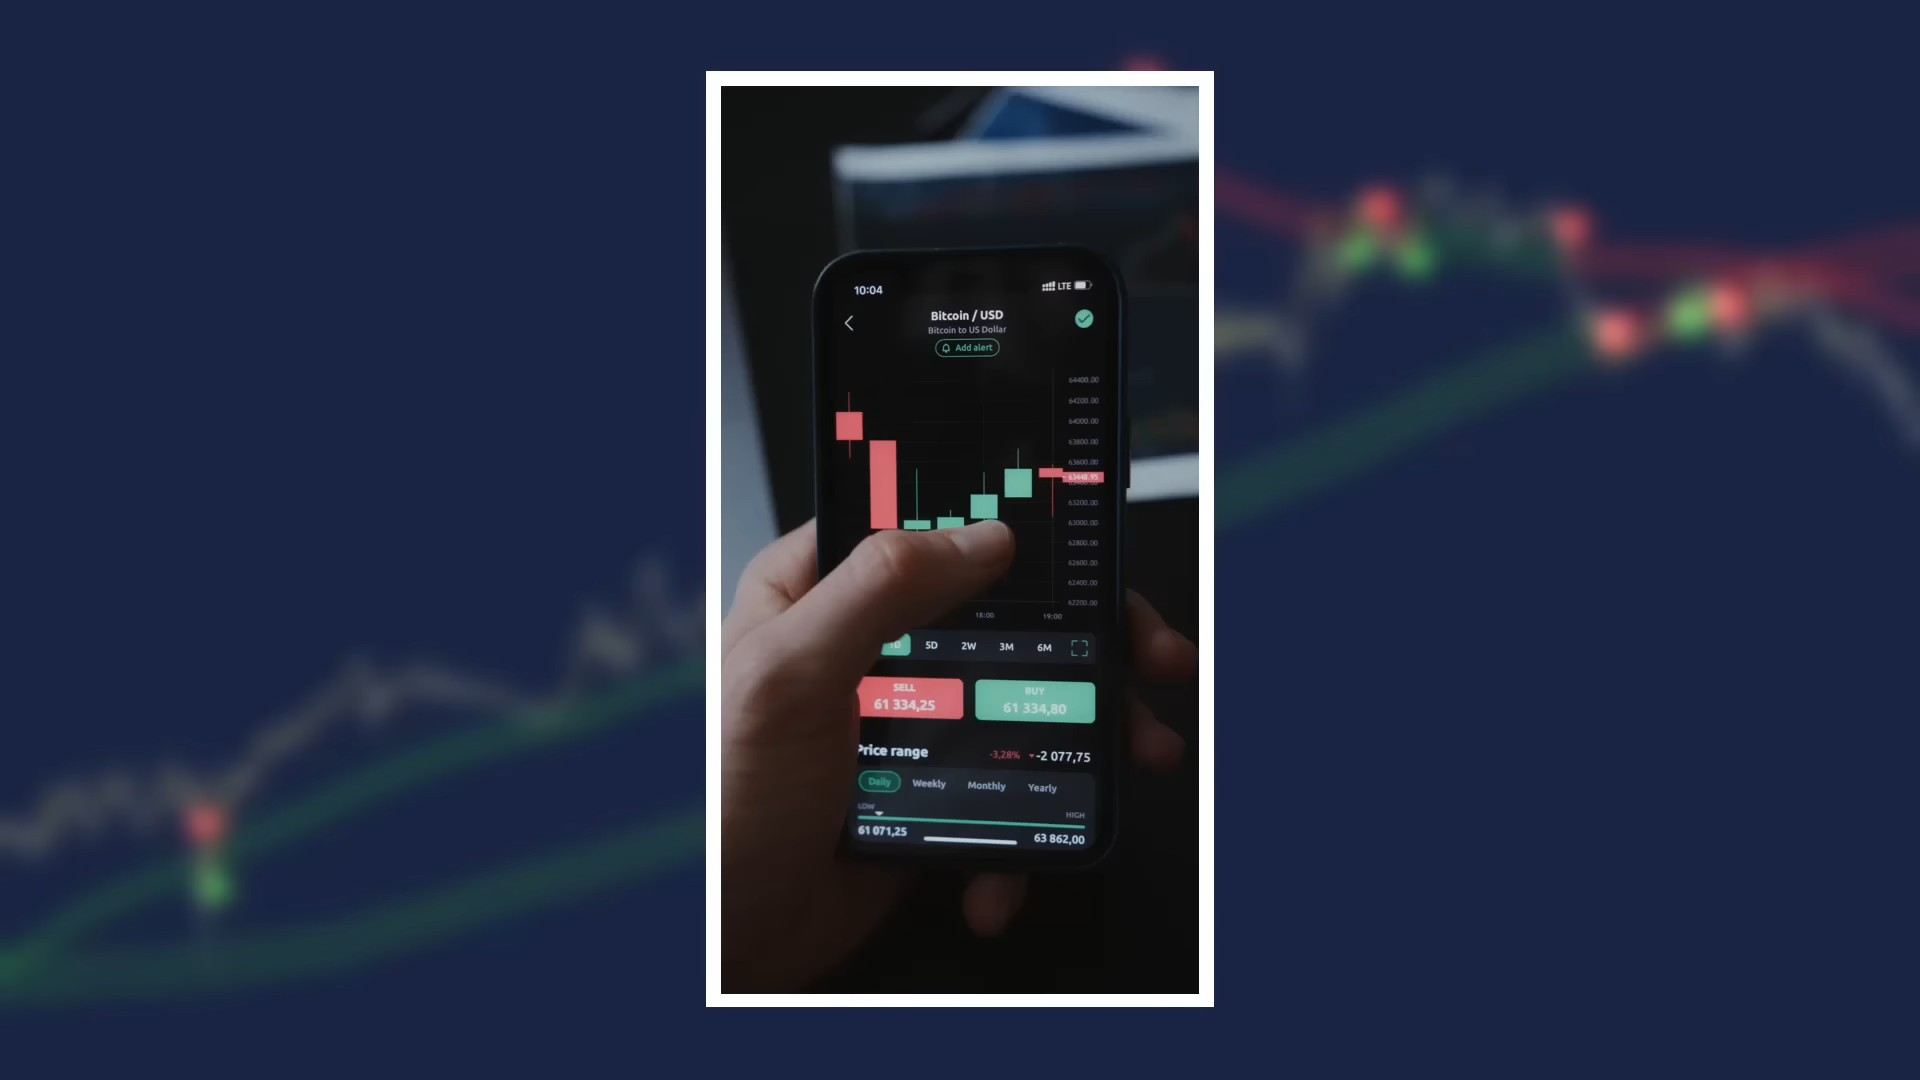 10:04
LTE
Bitcoin / USD
Bitcoin to US Dollar
Add alert
64400.00
64200.00
64000.00
63800.00
63600.00
63448.95
63200.00
63000.00
62800.00
62600.00
62400.00
62200.00
18:00 19:00
5D 2W 3M 6M
SELL
61 334,25
BUY
61 334,80
Price range -3,28% -2 077,75
Daily Weekly Monthly Yearly
LOW HIGH
61 071,25 63 862,00